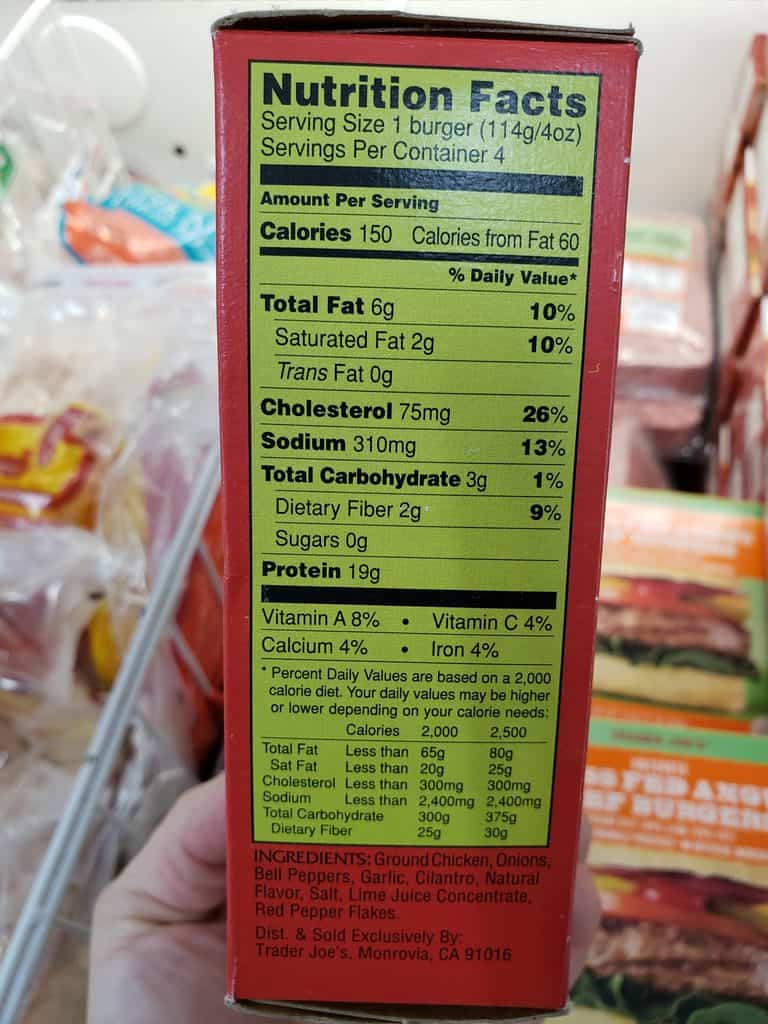 Nutrition Facts
Serving Size 1 burger (114g/4oz)
Servings Per Container 4
Amount Per Serving
Calories 150 Calories from Fat 60
% Daily Value*
Total Fat 6g 10%
Saturated Fat 2g 10%
Trans Fat 0g
Cholesterol 75mg 26%
Sodium 310mg 13%
Total Carbohydrate 3g 1%
Dietary Fiber 2g 9%
Sugars 0g
Protein 19g
Vitamin A 8% • Vitamin C 4%
Calcium 4% • Iron 4%
* Percent Daily Values are based on a 2,000
calorie diet. Your daily values may be higher
or lower depending on your calorie needs:
Calories 2,000 2,500
Total Fat Less than 65g 80g
Sat Fat Less than 20g 25g
Cholesterol Less than 300mg 300mg
Sodium Less than 2,400mg 2,400mg
Total Carbohydrate 300g 375g
Dietary Fiber 25g 30g
INGREDIENTS: Ground Chicken, Onions,
Bell Peppers, Garlic, Cilantro, Natural
Flavor, Salt, Lime Juice Concentrate,
Red Pepper Flakes.
Dist. & Sold Exclusively By:
Trader Joe's, Monrovia, CA 91016